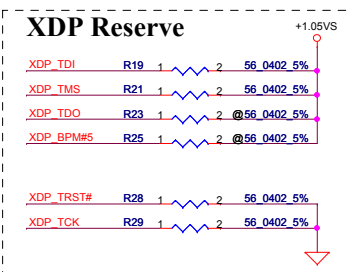 XDP Reserve
+1.05VS
XDP_TDI R19 1 2 56_0402_5%
XDP_TMS R21 1 2 56_0402_5%
XDP_TDO R23 1 2 @56_0402_5%
XDP_BPM#5 R25 1 2 @56_0402_5%
XDP_TRST# R28 1 2 56_0402_5%
XDP_TCK R29 1 2 56_0402_5%